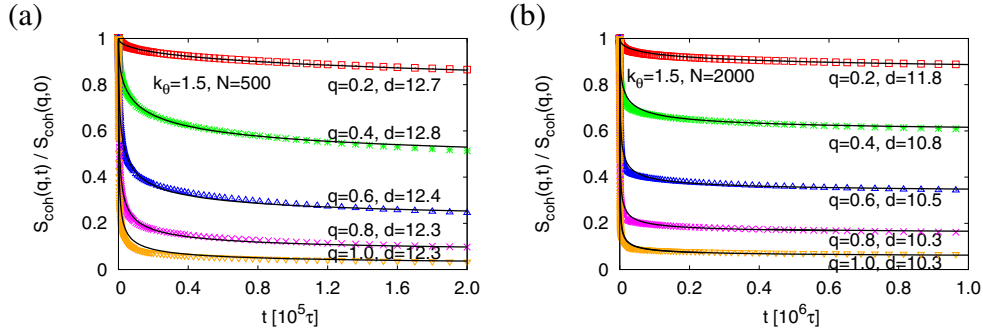 (a)
S_coh(q,t) / S_coh(q,0)
1
0.8
0.6
0.4
0.2
0
k_θ=1.5, N=500
q=0.2, d=12.7
q=0.4, d=12.8
q=0.6, d=12.4
q=0.8, d=12.3
q=1.0, d=12.3
0 0.4 0.8 1.2 1.6 2.0
t [10^5τ]
(b)
S_coh(q,t) / S_coh(q,0)
1
0.8
0.6
0.4
0.2
0
k_θ=1.5, N=2000
q=0.2, d=11.8
q=0.4, d=10.8
q=0.6, d=10.5
q=0.8, d=10.3
q=1.0, d=10.3
0 0.2 0.4 0.6 0.8 1.0
t [10^6τ]